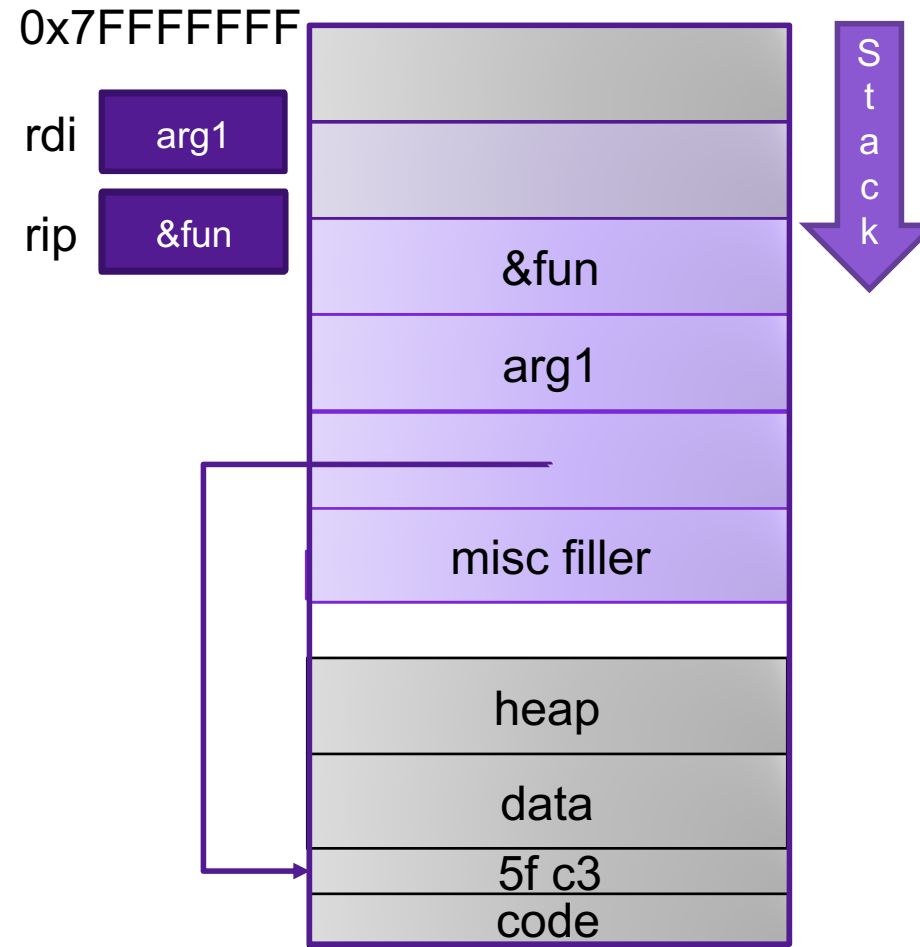 0x7FFFFFFF
rdi arg1
rip &fun
&fun
arg1
misc filler
heap
data
5f c3
code
S
t
a
c
k